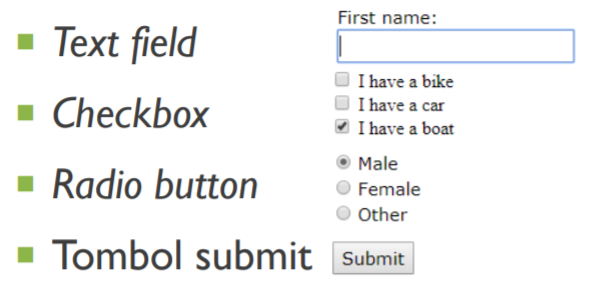 Text field
First name:
Checkbox
I have a bike
I have a car
I have a boat
Radio button
Male
Female
Other
Tombol submit
Submit